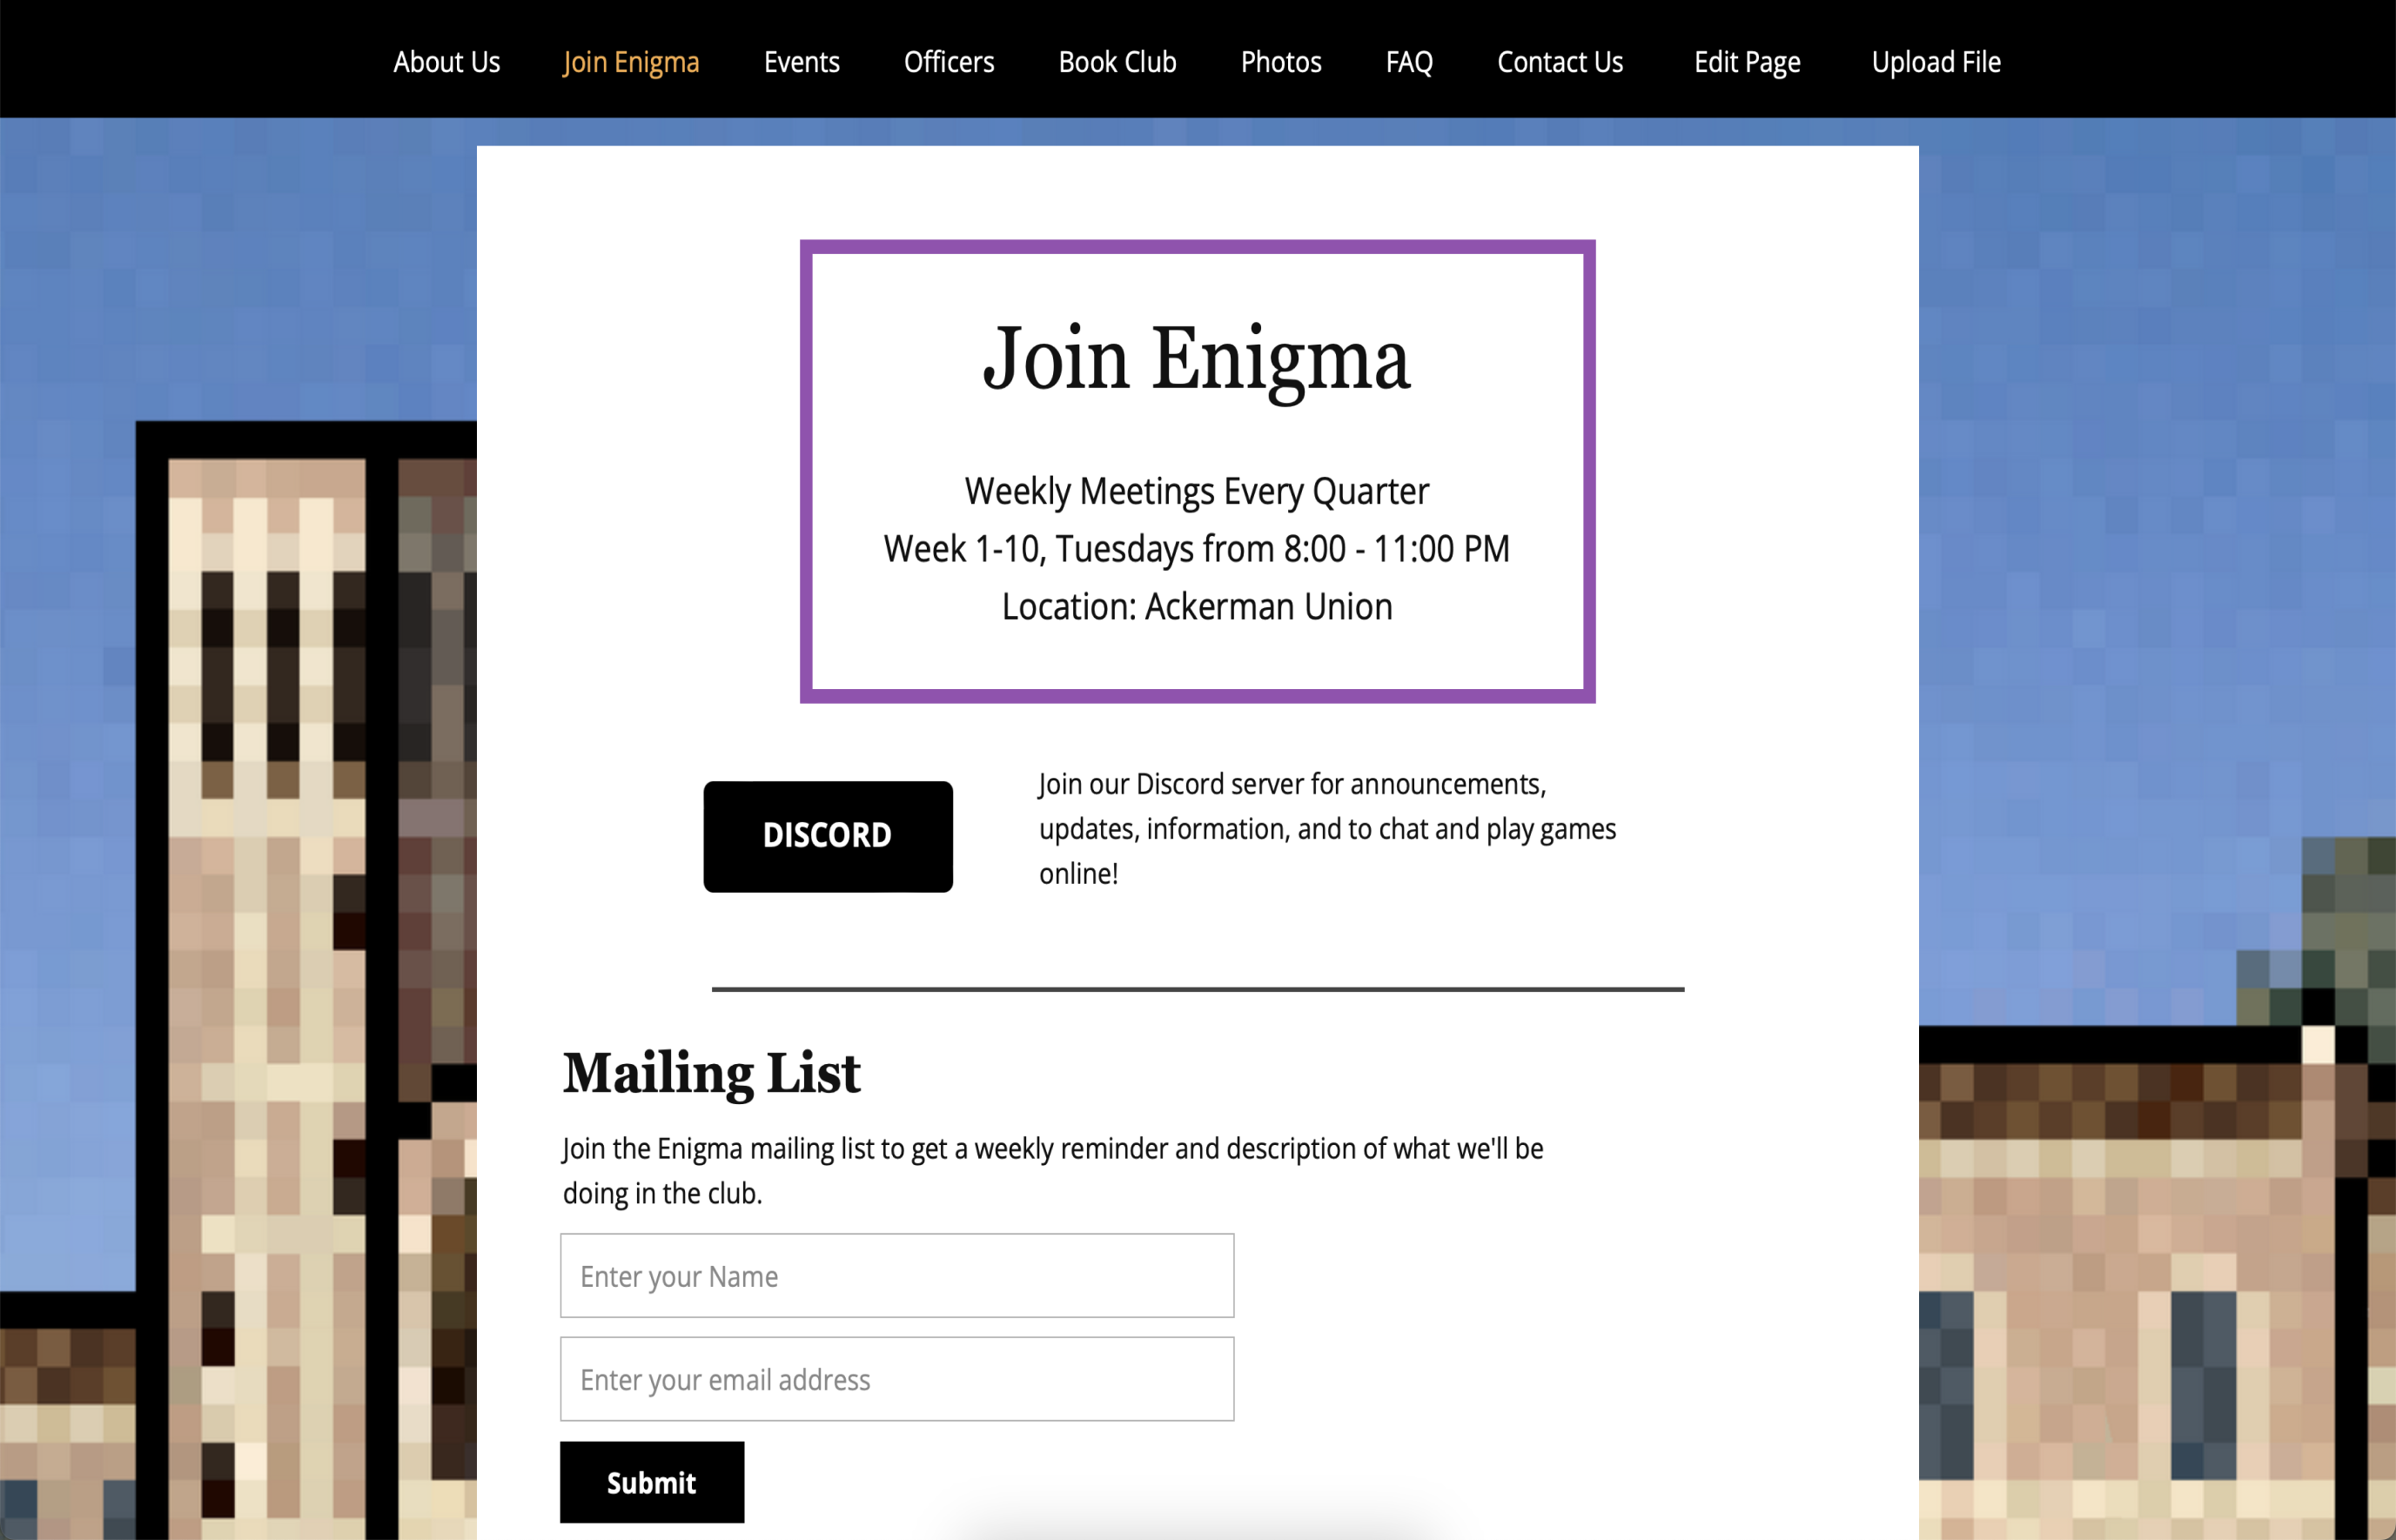 About Us Join Enigma Events Officers Book Club Photos FAQ Contact Us Edit Page Upload File
Join Enigma
Weekly Meetings Every Quarter
Week 1-10, Tuesdays from 8:00 - 11:00 PM
Location: Ackerman Union
DISCORD
Join our Discord server for announcements,
updates, information, and to chat and play games
online!
Mailing List
Join the Enigma mailing list to get a weekly reminder and description of what we'll be
doing in the club.
Enter your Name
Enter your email address
Submit